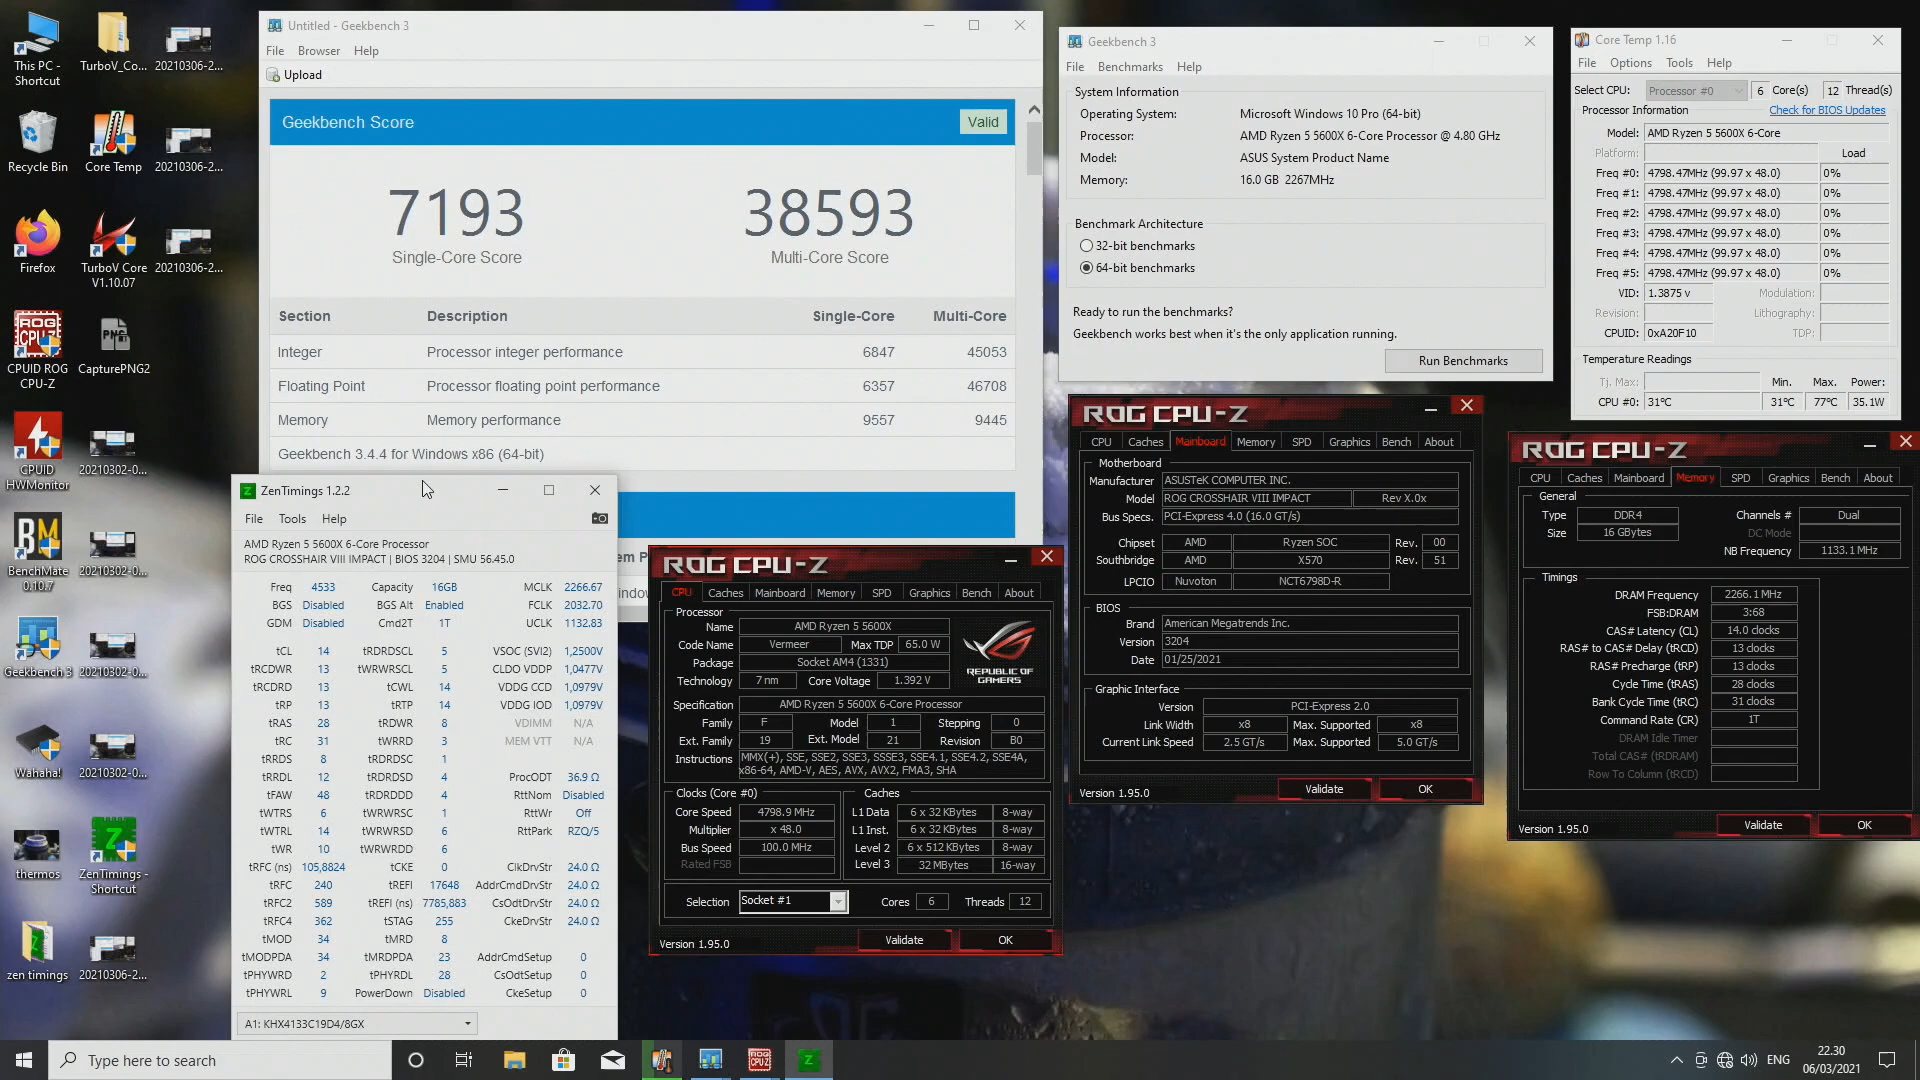 This PC - Shortcut
TurboV_Co...
20210306-2...
Recycle Bin
Core Temp
20210306-2...
Firefox
TurboV Core V1.10.07
20210306-2...
CPUID ROG CPU-Z
CapturePNG2
CPUID HWMonitor
20210302-0...
BenchMate 0.10.7
20210302-0...
Geekbench 3
20210302-0...
Wahaha!
20210302-0...
thermos
ZenTimings - Shortcut
zen timings
20210306-2...
Untitled - Geekbench 3
File Browser Help
Upload
Geekbench Score
Valid
7193 38593
Single-Core Score Multi-Core Score
Section Description Single-Core Multi-Core
Integer Processor integer performance 6847 45053
Floating Point Processor floating point performance 6357 46708
Memory Memory performance 9557 9445
Geekbench 3.4.4 for Windows x86 (64-bit)
Geekbench 3
File Benchmarks Help
System Information
Operating System: Microsoft Windows 10 Pro (64-bit)
Processor: AMD Ryzen 5 5600X 6-Core Processor @ 4.80 GHz
Model: ASUS System Product Name
Memory: 16.0 GB 2267MHz
Benchmark Architecture
32-bit benchmarks
64-bit benchmarks
Ready to run the benchmarks?
Geekbench works best when it's the only application running.
Run Benchmarks
Core Temp 1.16
File Options Tools Help
Select CPU: Processor #0 6 Core(s) 12 Thread(s)
Processor Information Check for BIOS Updates
Model: AMD Ryzen 5 5600X 6-Core
Platform: Load
Freq #0: 4798.47MHz (99.97 x 48.0) 0%
Freq #1: 4798.47MHz (99.97 x 48.0) 0%
Freq #2: 4798.47MHz (99.97 x 48.0) 0%
Freq #3: 4798.47MHz (99.97 x 48.0) 0%
Freq #4: 4798.47MHz (99.97 x 48.0) 0%
Freq #5: 4798.47MHz (99.97 x 48.0) 0%
VID: 1.3875 v Modulation:
Revision: Lithography:
CPUID: 0xA20F10 TDP:
Temperature Readings
Tj. Max: Min. Max. Power:
CPU #0: 31°C 31°C 77°C 35.1W
ZenTimings 1.2.2
File Tools Help
AMD Ryzen 5 5600X 6-Core Processor
ROG CROSSHAIR VIII IMPACT | BIOS 3204 | SMU 56.45.0
Freq 4533 Capacity 16GB MCLK 2266.67
BGS Disabled BGS Alt Enabled FCLK 2032.70
GDM Disabled Cmd2T 1T UCLK 1132.83
tCL 14 tRDRDSCL 5 VSOC (SVI2) 1,2500V
tRCDWR 13 tWRWRSCL 5 CLDO VDDP 1,0477V
tRCDRD 13 tCWL 14 VDDG CCD 1,0979V
tRP 13 tRTP 14 VDDG IOD 1,0979V
tRAS 28 tRDWR 8 VDIMM N/A
tRC 31 tWRRD 3 MEM VTT N/A
tRRDS 8 tRDRDSC 1
tRRDL 12 tRDRDSD 4 ProcODT 36.9 Ω
tFAW 48 tRDRDDD 4 RttNom Disabled
tWTRS 6 tWRWRSC 1 RttWr Off
tWTRL 14 tWRWRSD 6 RttPark RZQ/5
tWR 10 tWRWRDD 6
tRFC (ns) 105,8824 tCKE 0 ClkDrvStr 24.0 Ω
tRFC 240 tREFI 17648 AddrCmdDrvStr 24.0 Ω
tRFC2 589 tREFI (ns) 7785,883 CsOdtDrvStr 24.0 Ω
tRFC4 362 tSTAG 255 CkeDrvStr 24.0 Ω
tMOD 34 tMRD 8
tMODPDA 34 tMRDPDA 23 AddrCmdSetup 0
tPHYWRD 2 tPHYRDL 28 CsOdtSetup 0
tPHYWRL 9 PowerDown Disabled CkeSetup 0
A1: KHX4133C19D4/8GX
ROG CPU-Z
CPU Caches Mainboard Memory SPD Graphics Bench About
Processor
Name AMD Ryzen 5 5600X
Code Name Vermeer Max TDP 65.0 W
Package Socket AM4 (1331)
Technology 7 nm Core Voltage 1.392 V
REPUBLIC OF GAMERS
Specification AMD Ryzen 5 5600X 6-Core Processor
Family F Model 1 Stepping 0
Ext. Family 19 Ext. Model 21 Revision B0
Instructions MMX(+), SSE, SSE2, SSE3, SSSE3, SSE4.1, SSE4.2, SSE4A, x86-64, AMD-V, AES, AVX, AVX2, FMA3, SHA
Clocks (Core #0) Caches
Core Speed 4798.9 MHz L1 Data 6 x 32 KBytes 8-way
Multiplier x 48.0 L1 Inst. 6 x 32 KBytes 8-way
Bus Speed 100.0 MHz Level 2 6 x 512 KBytes 8-way
Rated FSB Level 3 32 MBytes 16-way
Selection Socket #1 Cores 6 Threads 12
Version 1.95.0 Validate OK
ROG CPU-Z
CPU Caches Mainboard Memory SPD Graphics Bench About
Motherboard
Manufacturer ASUSTeK COMPUTER INC.
Model ROG CROSSHAIR VIII IMPACT Rev X.0x
Bus Specs. PCI-Express 4.0 (16.0 GT/s)
Chipset AMD Ryzen SOC Rev. 00
Southbridge AMD X570 Rev. 51
LPCIO Nuvoton NCT6798D-R
BIOS
Brand American Megatrends Inc.
Version 3204
Date 01/25/2021
Graphic Interface
Version PCI-Express 2.0
Link Width x8 Max. Supported x8
Current Link Speed 2.5 GT/s Max. Supported 5.0 GT/s
Version 1.95.0 Validate OK
ROG CPU-Z
CPU Caches Mainboard Memory SPD Graphics Bench About
General
Type DDR4 Channels # Dual
Size 16 GBytes DC Mode
NB Frequency 1133.1 MHz
Timings
DRAM Frequency 2266.1 MHz
FSB:DRAM 3:68
CAS# Latency (CL) 14.0 clocks
RAS# to CAS# Delay (tRCD) 13 clocks
RAS# Precharge (tRP) 13 clocks
Cycle Time (tRAS) 28 clocks
Bank Cycle Time (tRC) 31 clocks
Command Rate (CR) 1T
DRAM Idle Timer
Total CAS# (tRDRAM)
Row To Column (tRCD)
Version 1.95.0 Validate OK
Type here to search
ENG
22.30
06/03/2021